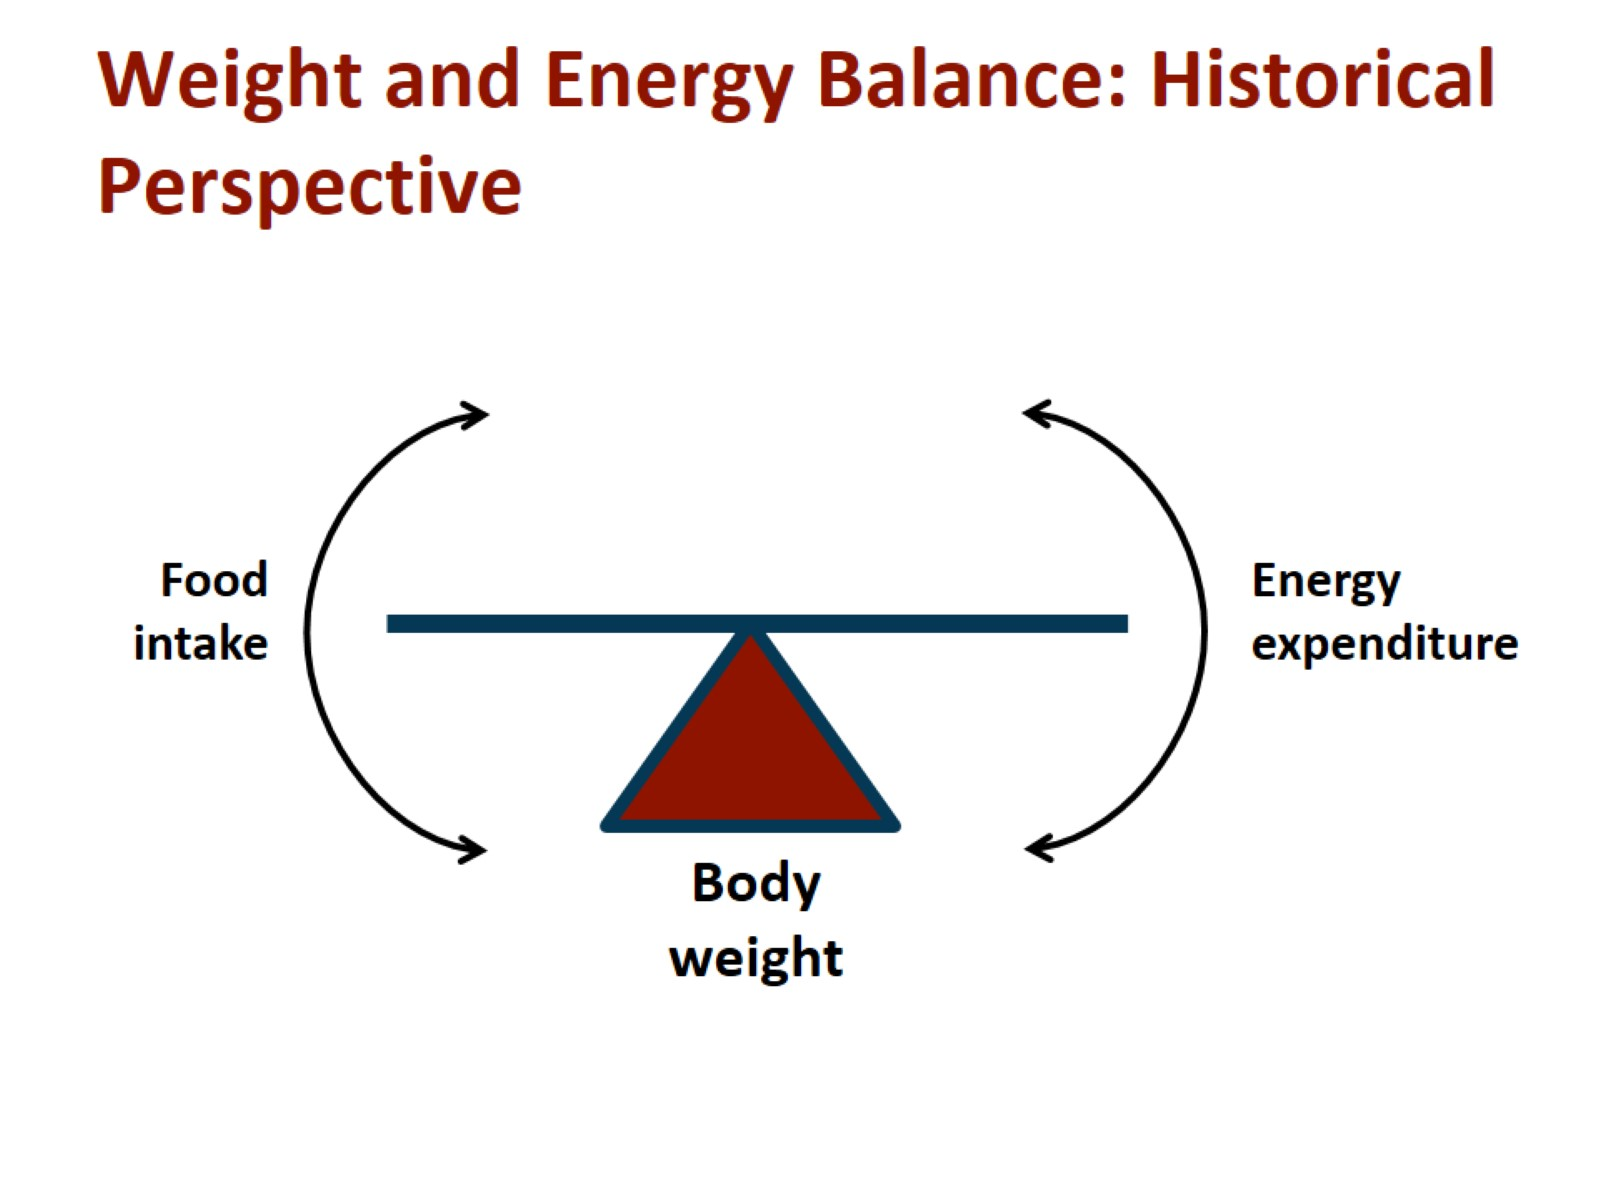 Weight and Energy Balance: Historical
Perspective
Food
intake
Energy
expenditure
Body
weight